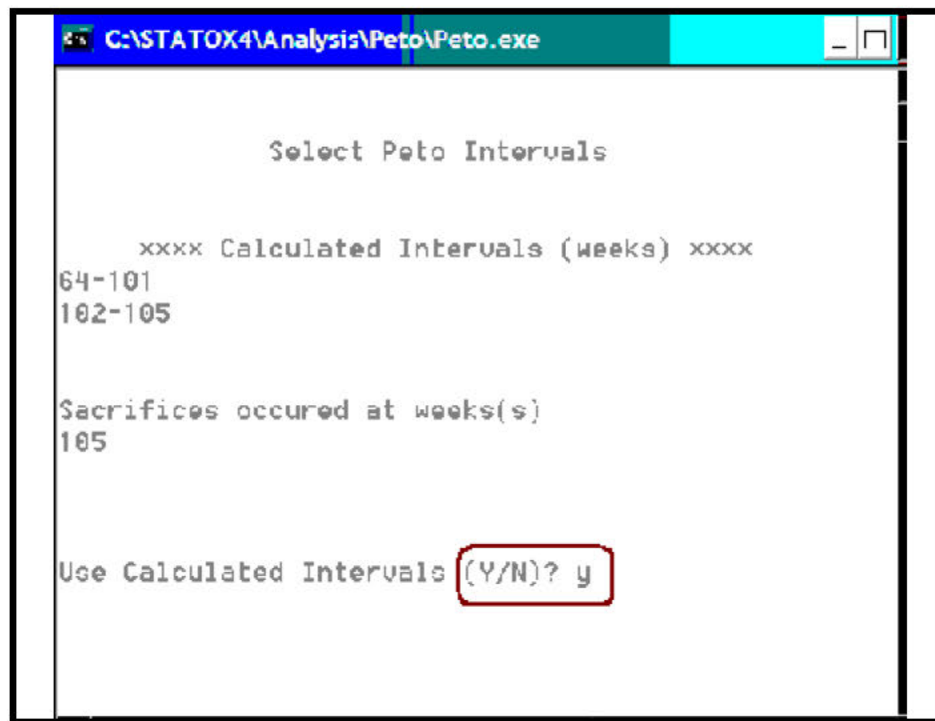 C:\STATOX4\Analysis\Peto\Peto.exe
Select Peto Intervals
xxxx Calculated Intervals (weeks) xxxx
64-101
102-105
Sacrifices occured at weeks(s)
105
Use Calculated Intervals (Y/N)? y